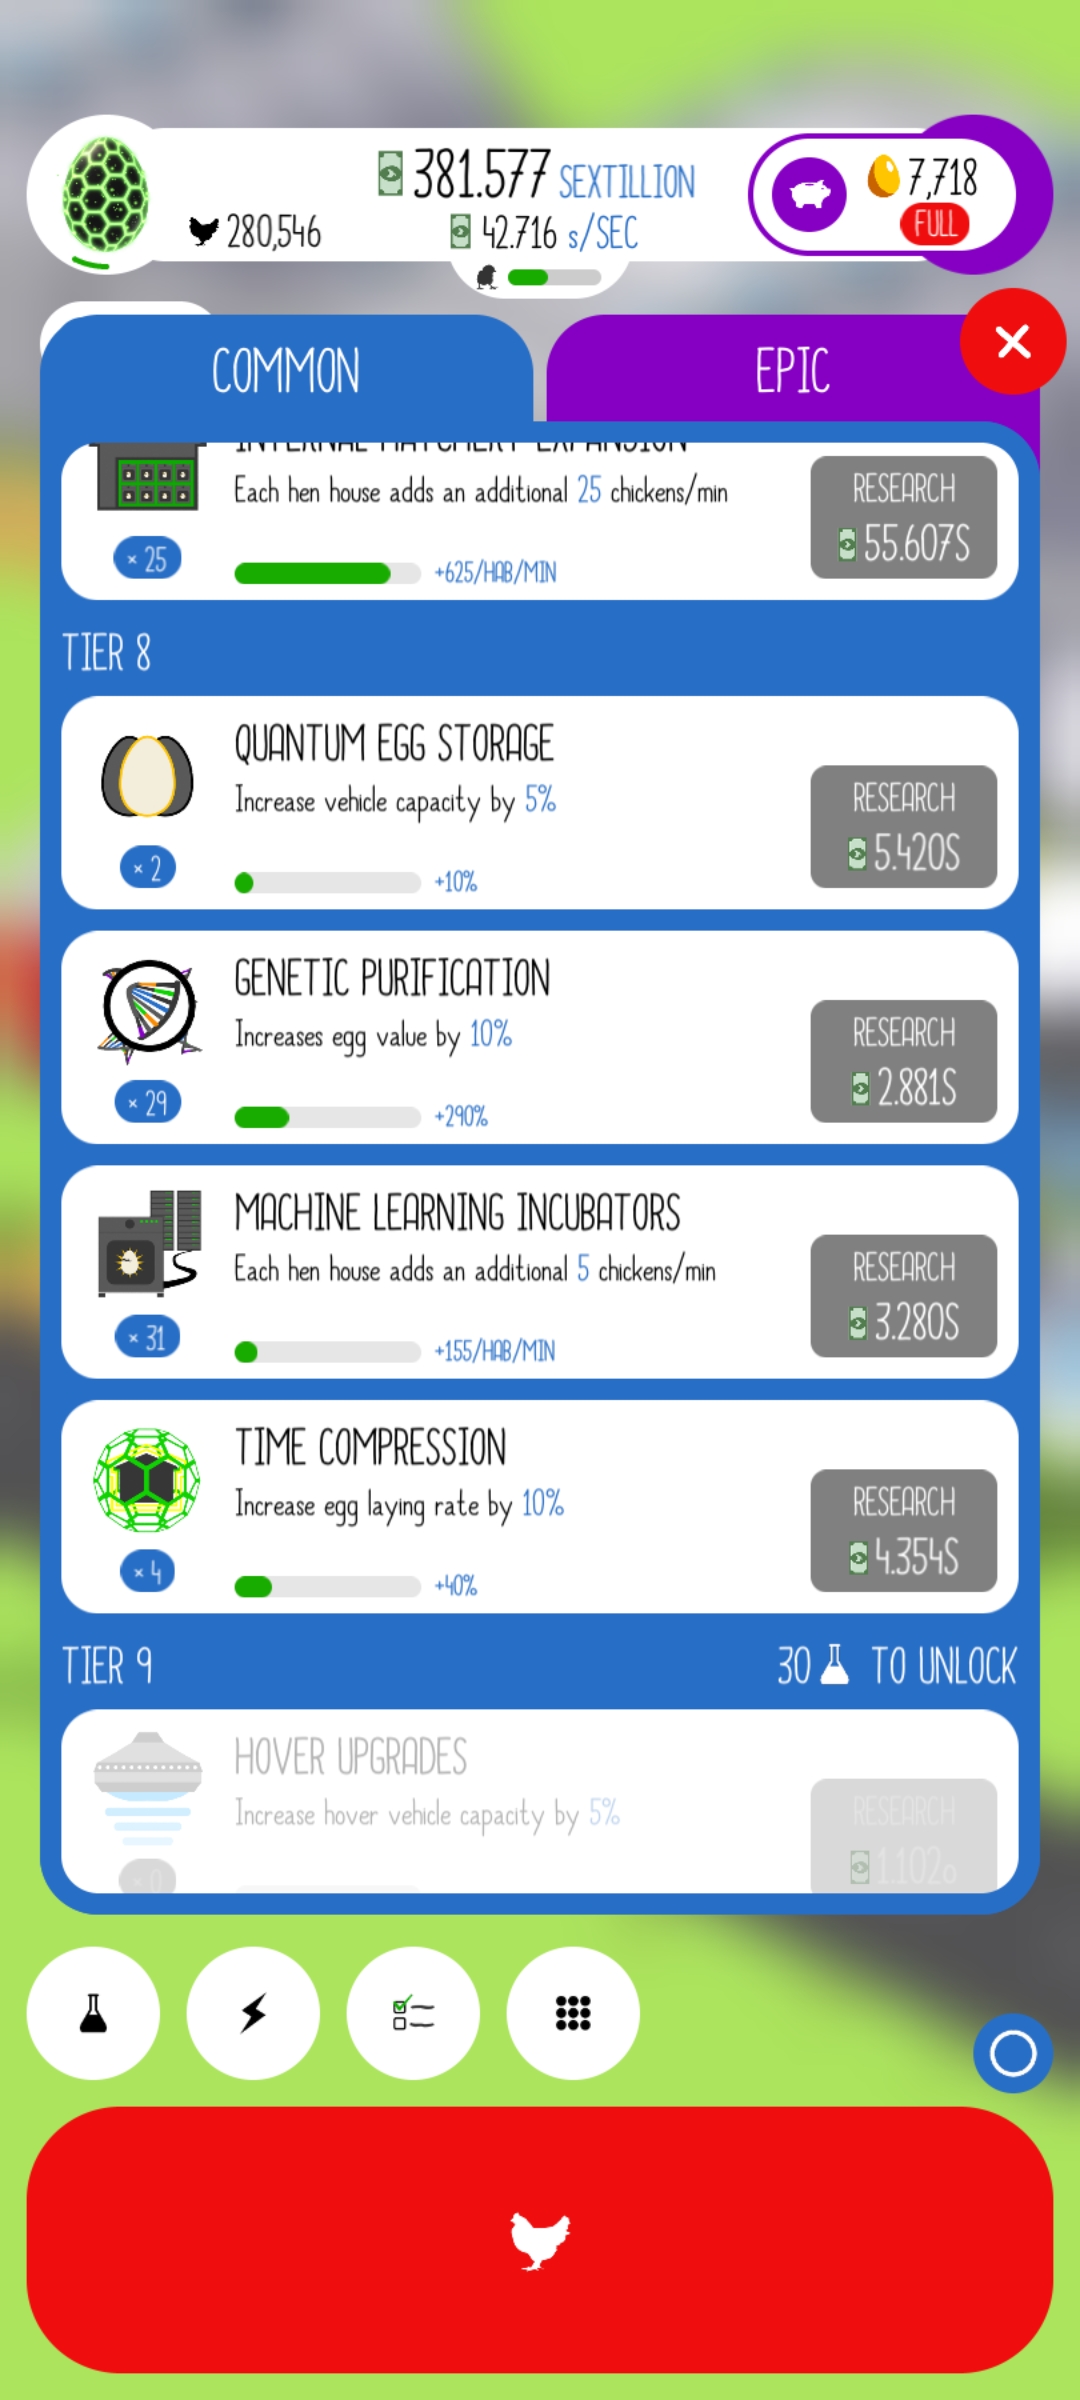 381.577 SEXTILLION
7,718
280,546
42.716 s/SEC
FULL
COMMON
EPIC
INTERNAL HATCHERY EXPANSION
Each hen house adds an additional 25 chickens/min
RESEARCH
55.607S
× 25
+625/HAB/MIN
TIER 8
QUANTUM EGG STORAGE
Increase vehicle capacity by 5%
RESEARCH
5.420S
× 2
+10%
GENETIC PURIFICATION
Increases egg value by 10%
RESEARCH
2.881S
× 29
+290%
MACHINE LEARNING INCUBATORS
Each hen house adds an additional 5 chickens/min
RESEARCH
3.280S
× 31
+155/HAB/MIN
TIME COMPRESSION
Increase egg laying rate by 10%
RESEARCH
4.354S
× 4
+40%
TIER 9
30 TO UNLOCK
HOVER UPGRADES
Increase hover vehicle capacity by 5%
RESEARCH
1.102o
× 0